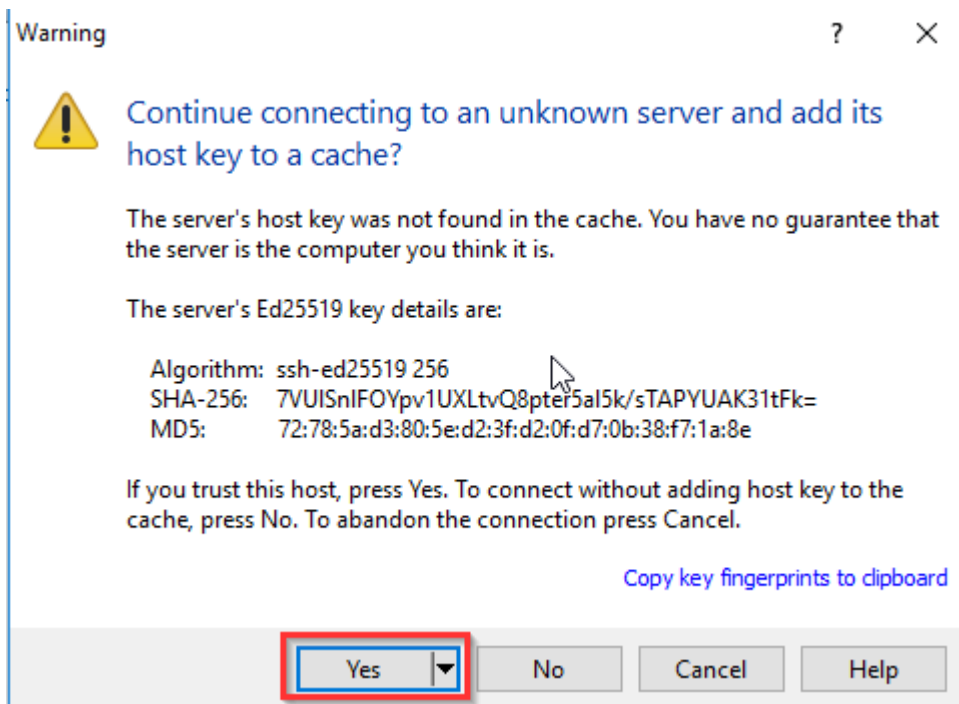 Warning ? ×
Continue connecting to an unknown server and add its
host key to a cache?
The server's host key was not found in the cache. You have no guarantee that
the server is the computer you think it is.
The server's Ed25519 key details are:
Algorithm: ssh-ed25519 256
SHA-256: 7VUISnIFOYpv1UXLtvQ8pter5aI5k/sTAPYUAK31tFk=
MD5: 72:78:5a:d3:80:5e:d2:3f:d2:0f:d7:0b:38:f7:1a:8e
If you trust this host, press Yes. To connect without adding host key to the
cache, press No. To abandon the connection press Cancel.
Copy key fingerprints to clipboard
Yes No Cancel Help